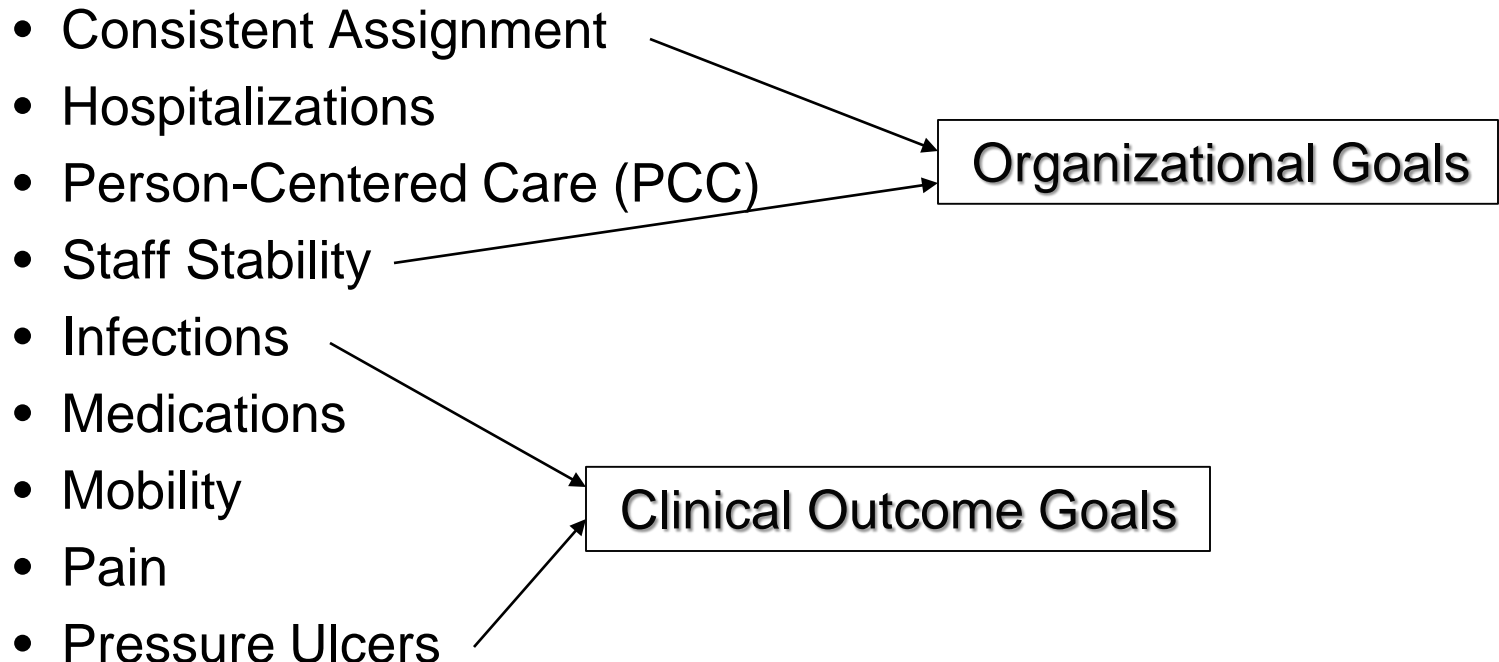 • Consistent Assignment
• Hospitalizations
Organizational Goals
• Person-Centered Care (PCC)
• Staff Stability
• Infections
• Medications
• Mobility
Clinical Outcome Goals
• Pain
• Pressure Ulcers